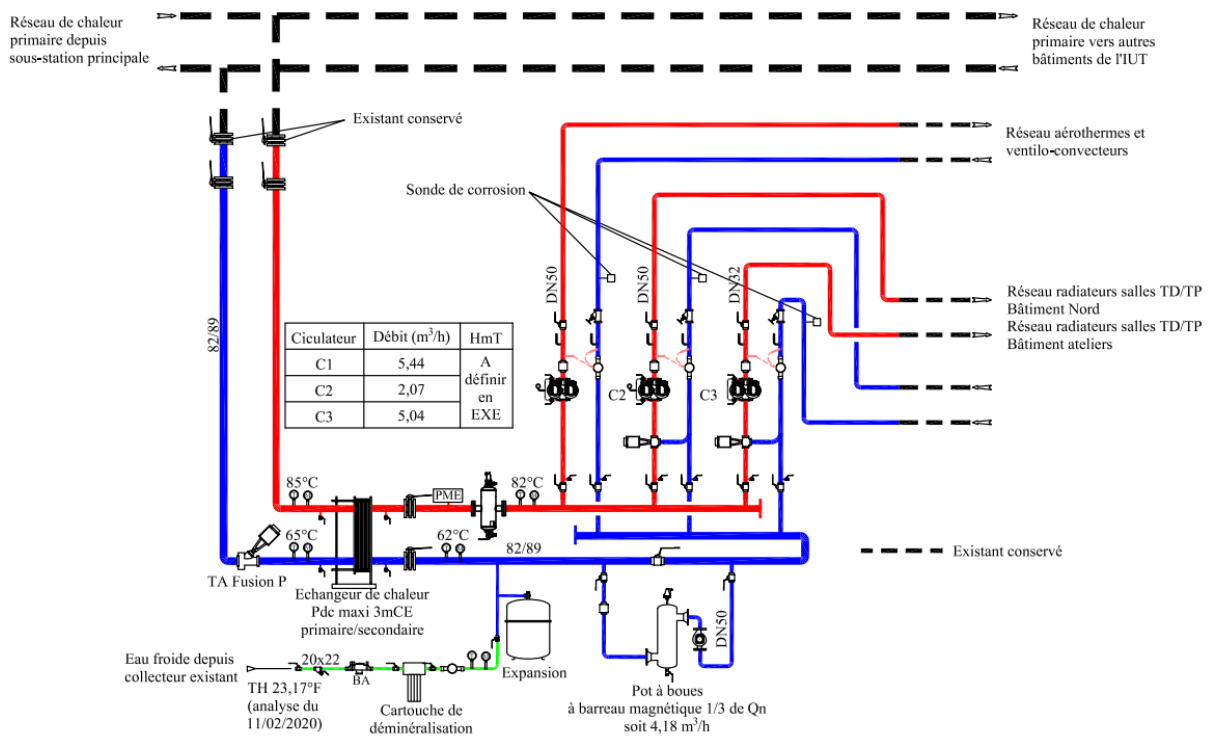 Réseau de chaleur
primaire depuis
sous-station principale
Réseau de chaleur
primaire vers autres
bâtiments de l'IUT
Existant conservé
Réseau aérothermes et
ventilo-convecteurs
Sonde de corrosion
DN50
DN50
DN32
82/89
Réseau radiateurs salles TD/TP
Bâtiment Nord
Réseau radiateurs salles TD/TP
Bâtiment ateliers
Ciculateur
Débit (m³/h)
HmT
C1
5,44
A
définir
en
EXE
C2
2,07
C3
5,04
C2
C3
85°C
PME
82°C
65°C
62°C
82/89
Existant conservé
TA Fusion P
Echangeur de chaleur
Pdc maxi 3mCE
primaire/secondaire
DN50
Eau froide depuis
collecteur existant
20x22
BA
Expansion
TH 23,17°F
(analyse du
11/02/2020)
Cartouche de
déminéralisation
Pot à boues
à barreau magnétique 1/3 de Qn
soit 4,18 m³/h